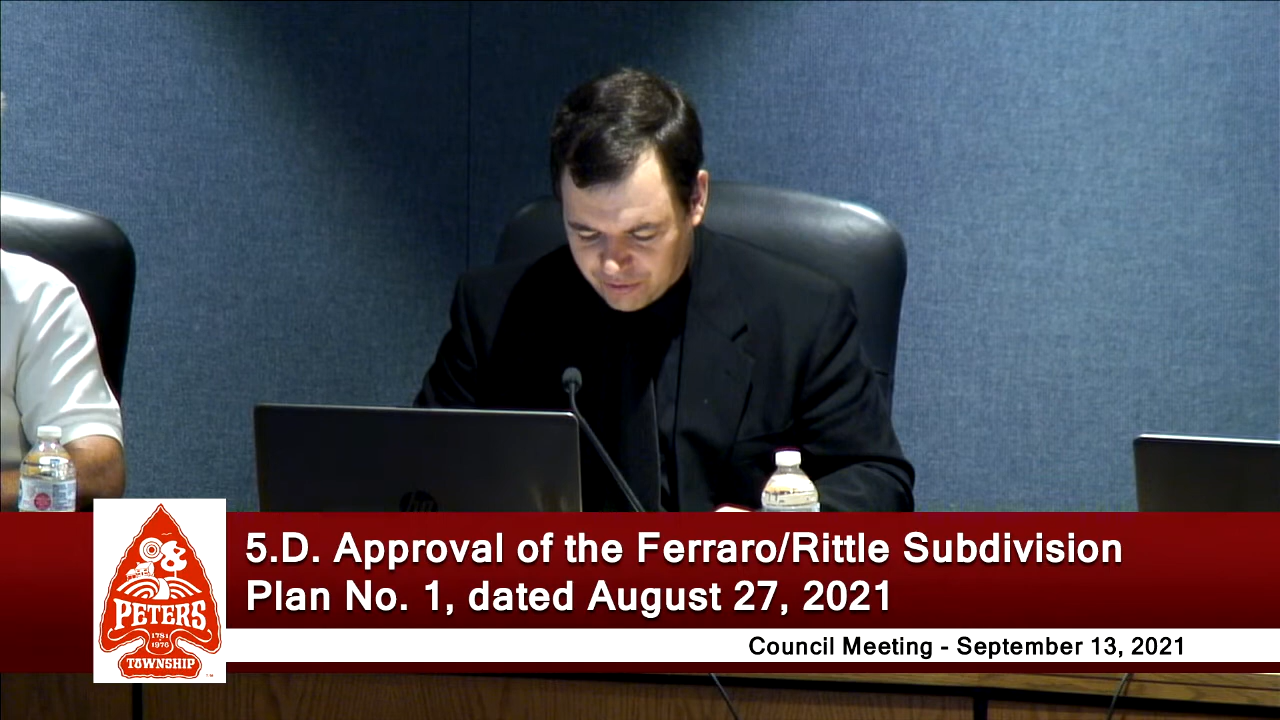 5.D. Approval of the Ferraro/Rittle Subdivision
Plan No. 1, dated August 27, 2021
Council Meeting - September 13, 2021
PETERS
1781
1976
TOWNSHIP
hp